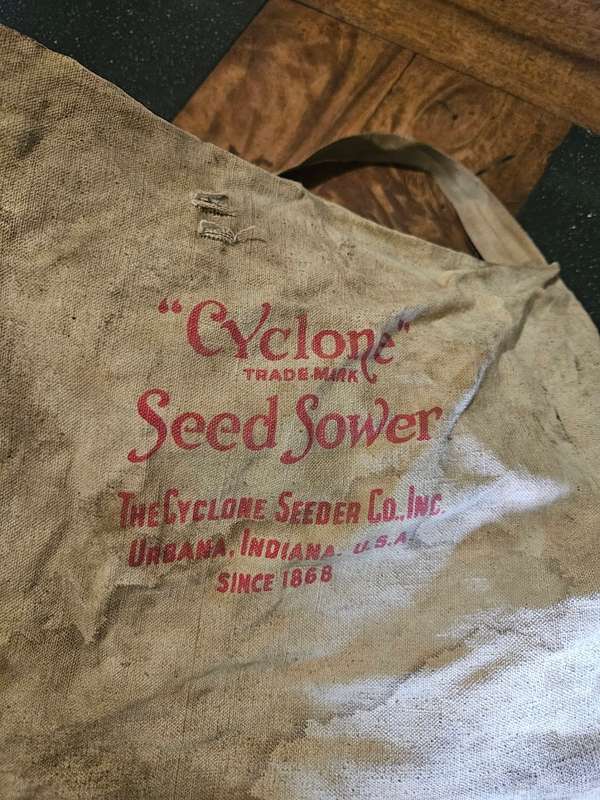 "Cyclone"
TRADE-MARK
Seed Sower
THE CYCLONE SEEDER CO., INC.
URBANA, INDIANA. U.S.A.
SINCE 1868